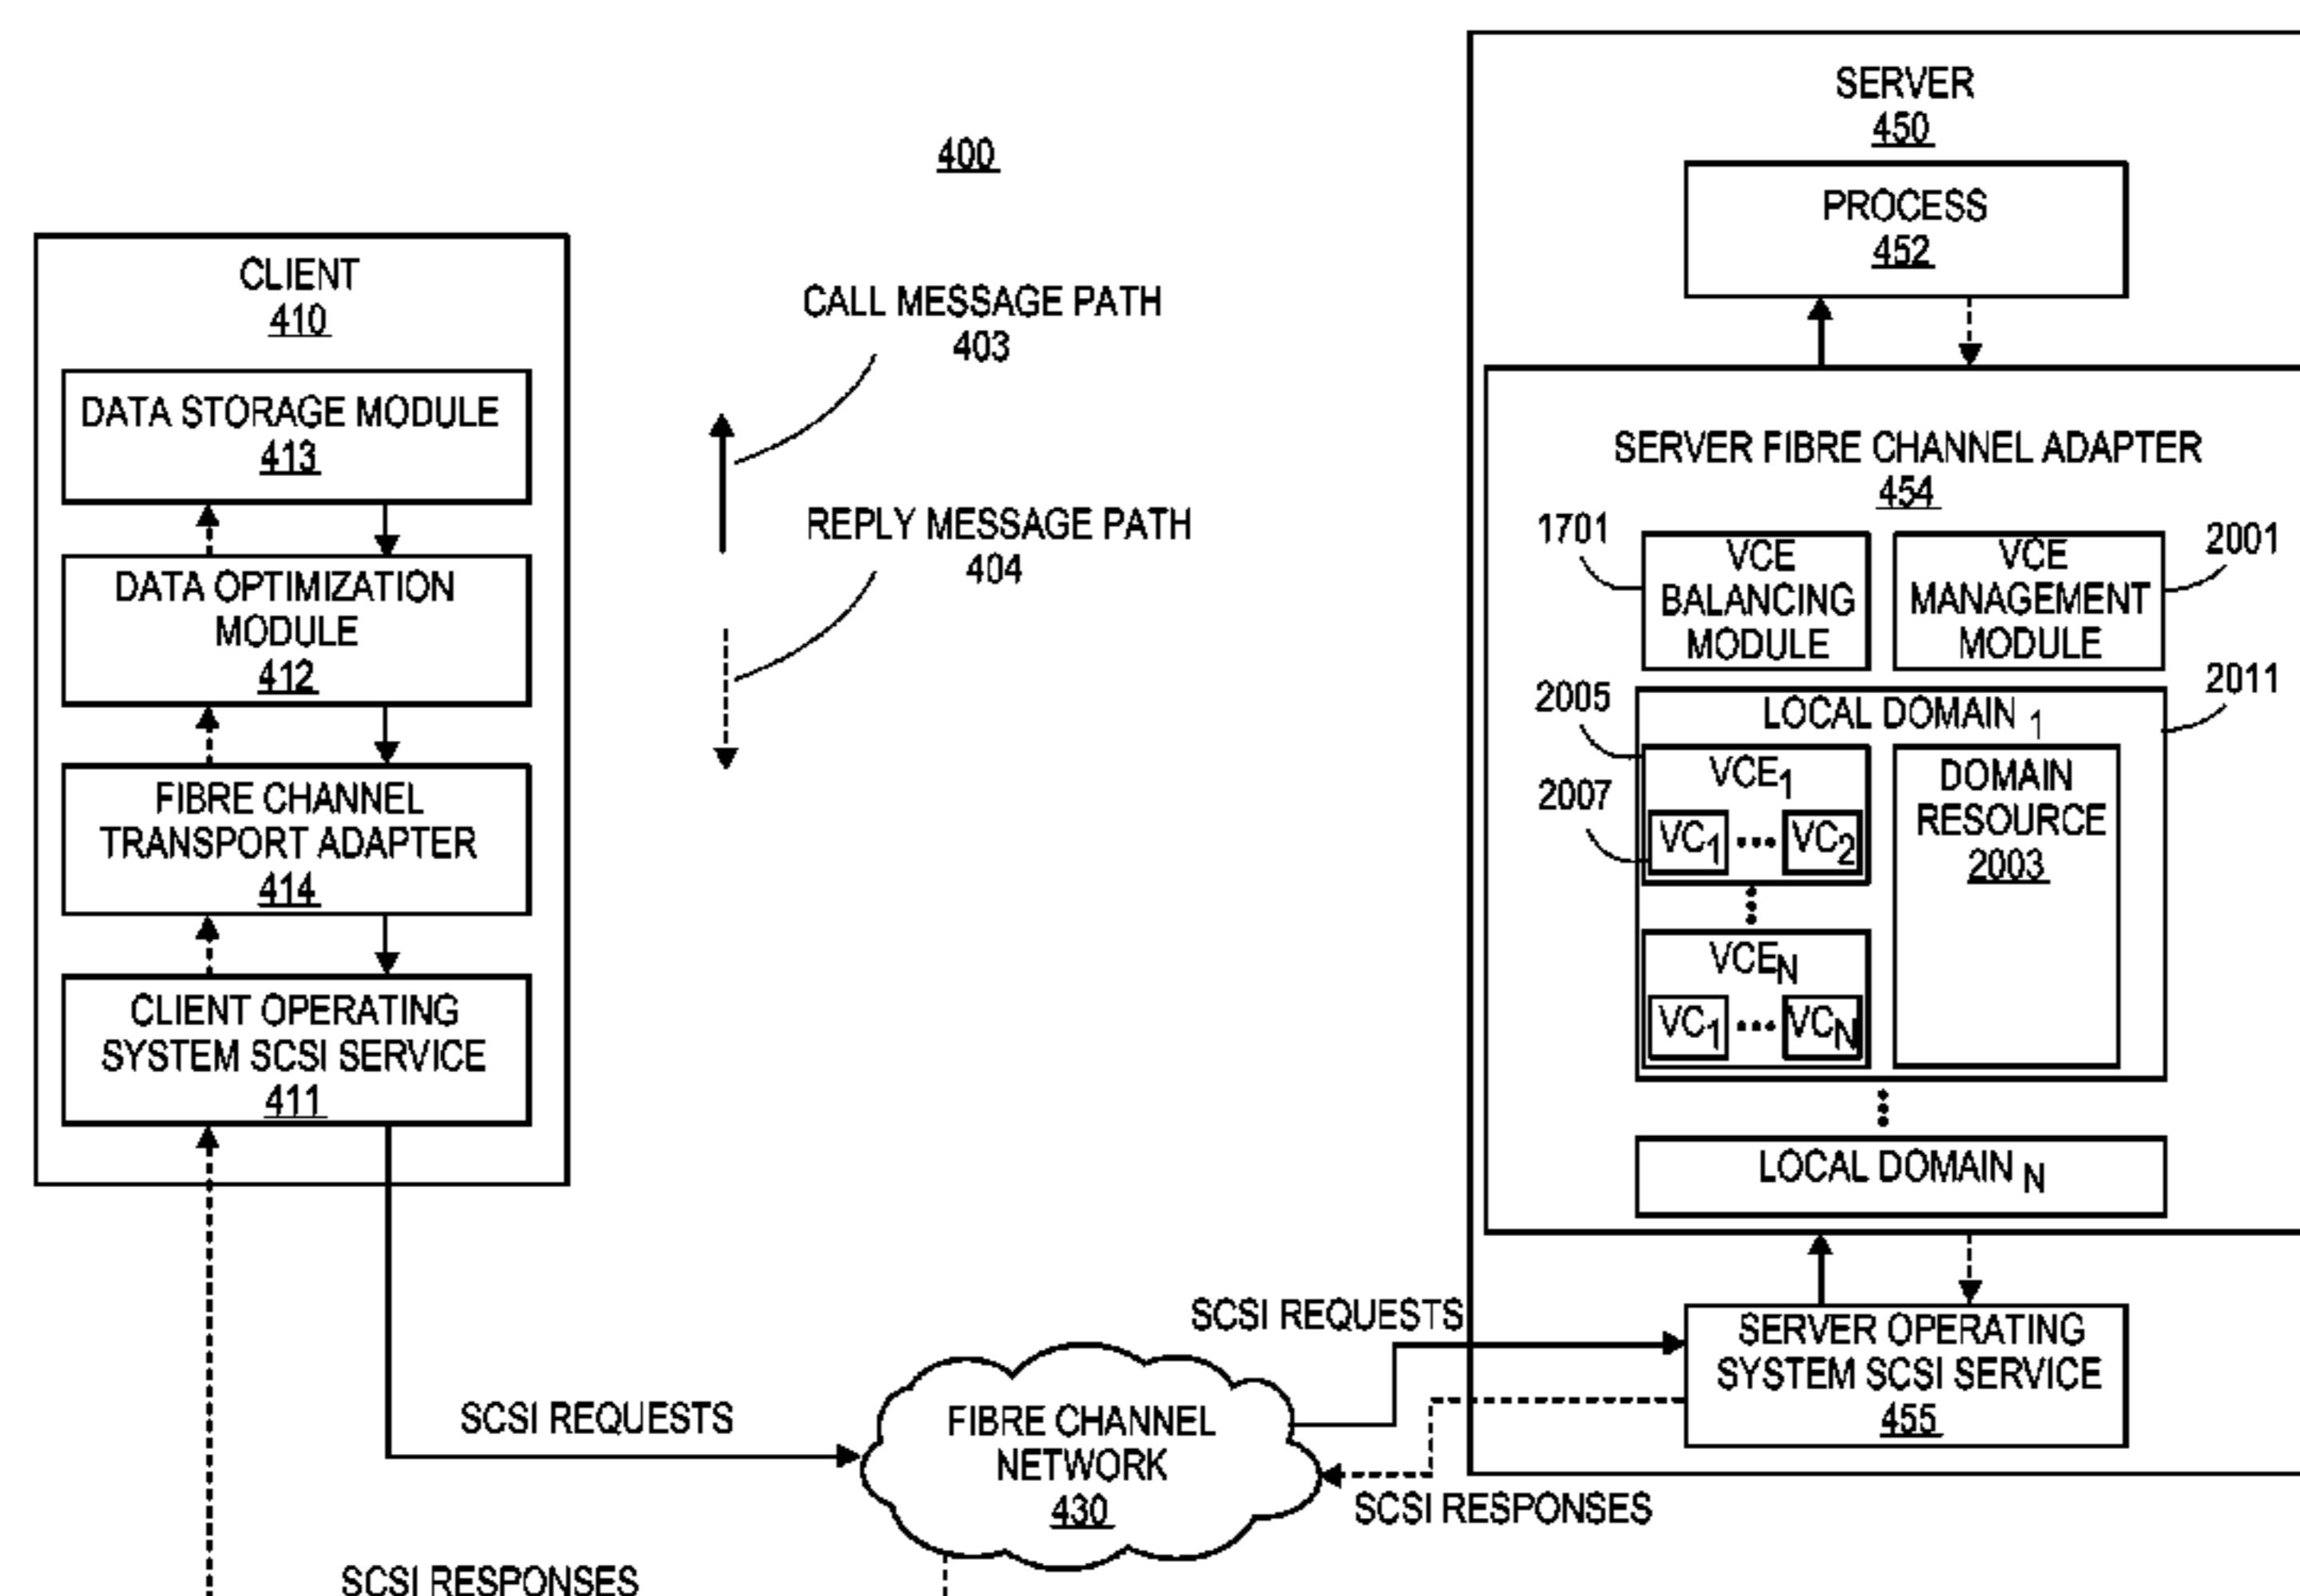 400
CLIENT
410
DATA STORAGE MODULE
413
DATA OPTIMIZATION
MODULE
412
FIBRE CHANNEL
TRANSPORT ADAPTER
414
CLIENT OPERATING
SYSTEM SCSI SERVICE
411
CALL MESSAGE PATH
403
REPLY MESSAGE PATH
404
SERVER
450
PROCESS
452
SERVER FIBRE CHANNEL ADAPTER
454
1701
VCE
BALANCING
MODULE
VCE
MANAGEMENT
MODULE
2001
2011
LOCAL DOMAIN 1
2005
VCE1
2007
VC1 ••• VC2
VCEN
VC1 ••• VCN
DOMAIN
RESOURCE
2003
LOCAL DOMAIN N
SERVER OPERATING
SYSTEM SCSI SERVICE
455
SCSI REQUESTS
SCSI REQUESTS
FIBRE CHANNEL
NETWORK
430
SCSI RESPONSES
SCSI RESPONSES